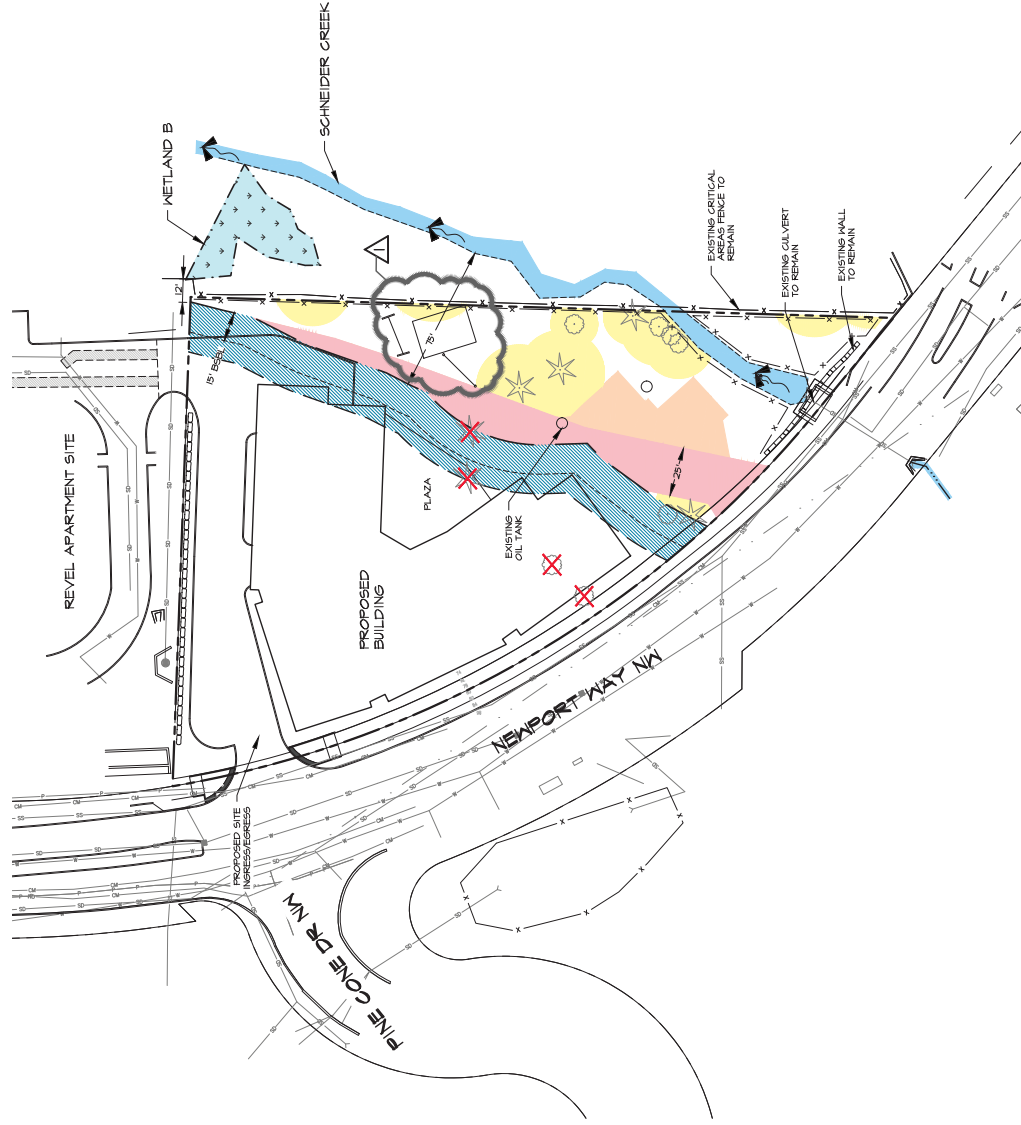 SCHNEIDER CREEK
WETLAND B
12'
1
75'
15' BSBL
EXISTING CRITICAL
AREAS FENCE TO
REMAIN
EXISTING CULVERT
TO REMAIN
EXISTING WALL
TO REMAIN
REVEL APARTMENT SITE
PLAZA
25'
EXISTING
OIL TANK
PROPOSED
BUILDING
NEWPORT WAY NW
PROPOSED SITE
INGRESS/EGRESS
PINE CONE DR NW